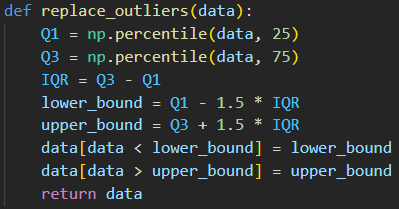 def replace_outliers(data):
    Q1 = np.percentile(data, 25)
    Q3 = np.percentile(data, 75)
    IQR = Q3 - Q1
    lower_bound = Q1 - 1.5 * IQR
    upper_bound = Q3 + 1.5 * IQR
    data[data < lower_bound] = lower_bound
    data[data > upper_bound] = upper_bound
    return data